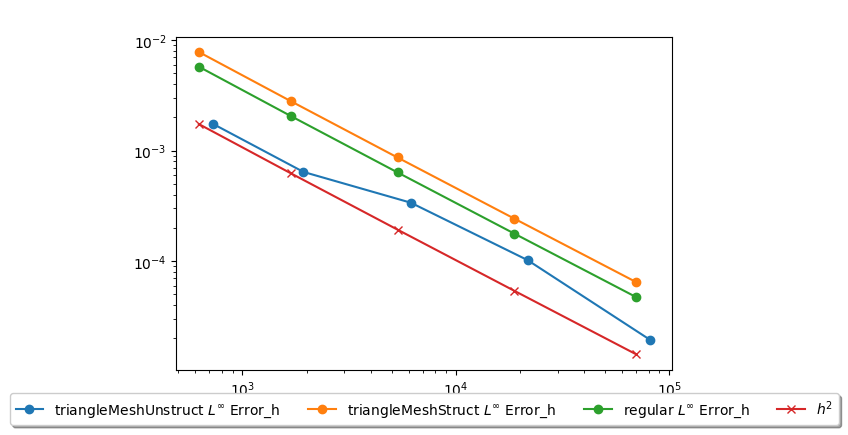 10⁻²
10⁻³
10⁻⁴
10³ 10⁴ 10⁵
triangleMeshUnstruct L^∞ Error_h triangleMeshStruct L^∞ Error_h regular L^∞ Error_h h²